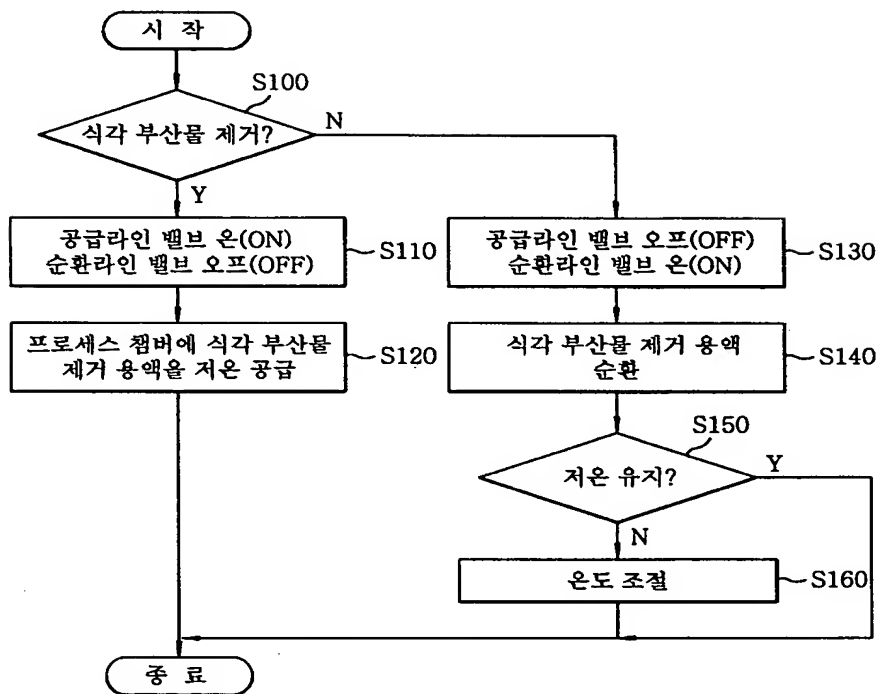 시 작
S100
식각 부산물 제거?
N
Y
공급라인 밸브 온(ON)
순환라인 밸브 오프(OFF)
S110
공급라인 밸브 오프(OFF)
순환라인 밸브 온(ON)
S130
프로세스 챔버에 식각 부산물
제거 용액을 저온 공급
S120
식각 부산물 제거 용액
순환
S140
S150
저온 유지?
Y
N
온도 조절
S160
종 료